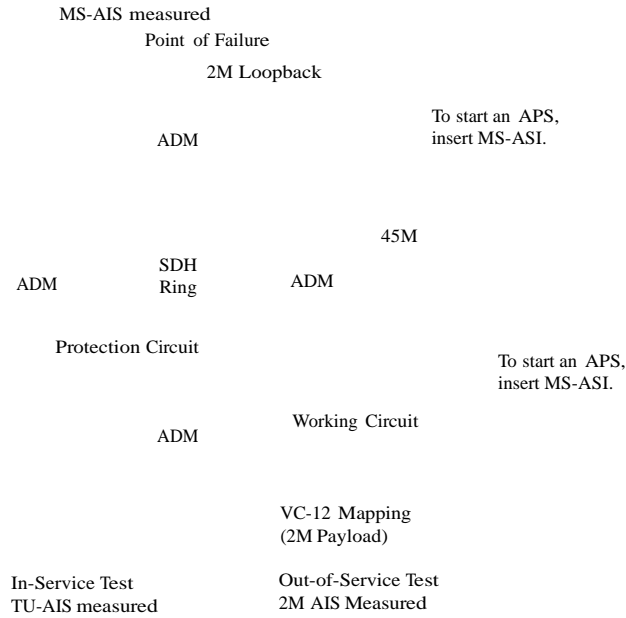 MS-AIS measured
Point of Failure
2M Loopback
To start an APS,
insert MS-ASI.
ADM
45M
SDH
Ring
ADM
ADM
Protection Circuit
To start an APS,
insert MS-ASI.
Working Circuit
ADM
VC-12 Mapping
(2M Payload)
In-Service Test
TU-AIS measured
Out-of-Service Test
2M AIS Measured